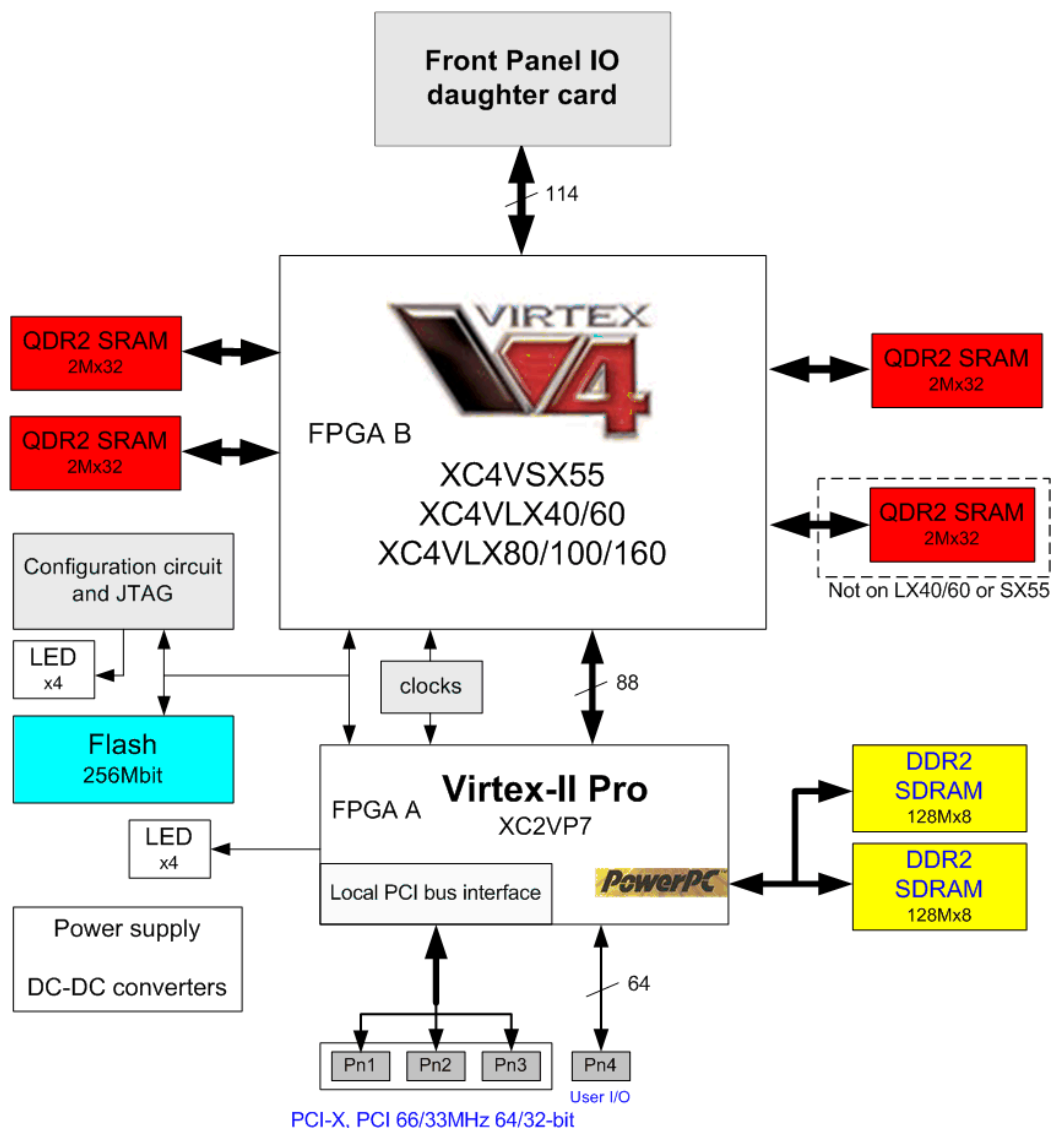 Front Panel IO
daughter card
114
VIRTEX
V4
QDR2 SRAM
2Mx32
QDR2 SRAM
2Mx32
QDR2 SRAM
2Mx32
QDR2 SRAM
2Mx32
Not on LX40/60 or SX55
FPGA B
XC4VSX55
XC4VLX40/60
XC4VLX80/100/160
Configuration circuit
and JTAG
LED
x4
clocks
88
Flash
256Mbit
Virtex-II Pro
FPGA A
XC2VP7
PowerPC
Local PCI bus interface
DDR2
SDRAM
128Mx8
DDR2
SDRAM
128Mx8
LED
x4
Power supply
DC-DC converters
64
Pn1
Pn2
Pn3
Pn4
User I/O
PCI-X, PCI 66/33MHz 64/32-bit